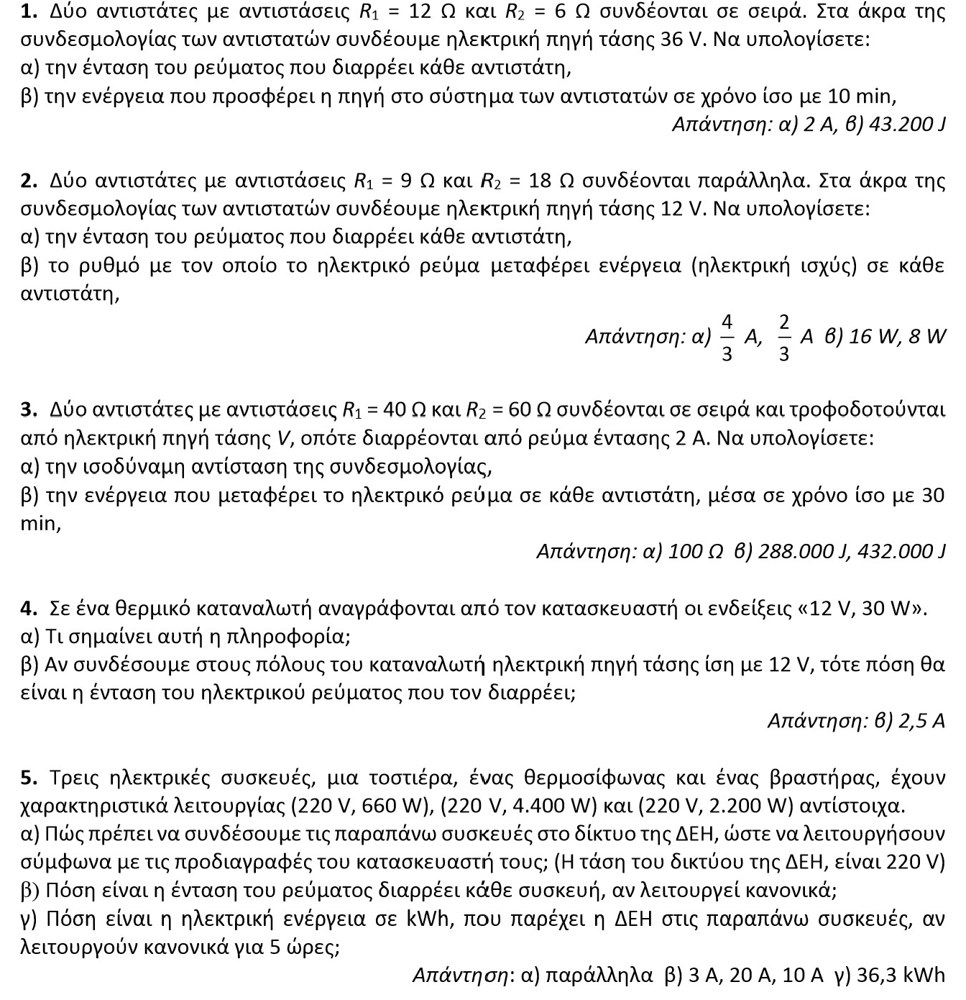 1. Δύο αντιστάτες με αντιστάσεις R₁ = 12 Ω και R₂ = 6 Ω συνδέονται σε σειρά. Στα άκρα της
συνδεσμολογίας των αντιστατών συνδέουμε ηλεκτρική πηγή τάσης 36 V. Να υπολογίσετε:
α) την ένταση του ρεύματος που διαρρέει κάθε αντιστάτη,
β) την ενέργεια που προσφέρει η πηγή στο σύστημα των αντιστατών σε χρόνο ίσο με 10 min,
Απάντηση: α) 2 Α, β) 43.200 J
2. Δύο αντιστάτες με αντιστάσεις R₁ = 9 Ω και R₂ = 18 Ω συνδέονται παράλληλα. Στα άκρα της
συνδεσμολογίας των αντιστατών συνδέουμε ηλεκτρική πηγή τάσης 12 V. Να υπολογίσετε:
α) την ένταση του ρεύματος που διαρρέει κάθε αντιστάτη,
β) το ρυθμό με τον οποίο το ηλεκτρικό ρεύμα μεταφέρει ενέργεια (ηλεκτρική ισχύς) σε κάθε
αντιστάτη,
Απάντηση: α) 4/3 Α, 2/3 Α β) 16 W, 8 W
3. Δύο αντιστάτες με αντιστάσεις R₁ = 40 Ω και R₂ = 60 Ω συνδέονται σε σειρά και τροφοδοτούνται
από ηλεκτρική πηγή τάσης V, οπότε διαρρέονται από ρεύμα έντασης 2 Α. Να υπολογίσετε:
α) την ισοδύναμη αντίσταση της συνδεσμολογίας,
β) την ενέργεια που μεταφέρει το ηλεκτρικό ρεύμα σε κάθε αντιστάτη, μέσα σε χρόνο ίσο με 30
min,
Απάντηση: α) 100 Ω β) 288.000 J, 432.000 J
4. Σε ένα θερμικό καταναλωτή αναγράφονται από τον κατασκευαστή οι ενδείξεις «12 V, 30 W».
α) Τι σημαίνει αυτή η πληροφορία;
β) Αν συνδέσουμε στους πόλους του καταναλωτή ηλεκτρική πηγή τάσης ίση με 12 V, τότε πόση θα
είναι η ένταση του ηλεκτρικού ρεύματος που τον διαρρέει;
Απάντηση: β) 2,5 Α
5. Τρεις ηλεκτρικές συσκευές, μια τοστιέρα, ένας θερμοσίφωνας και ένας βραστήρας, έχουν
χαρακτηριστικά λειτουργίας (220 V, 660 W), (220 V, 4.400 W) και (220 V, 2.200 W) αντίστοιχα.
α) Πώς πρέπει να συνδέσουμε τις παραπάνω συσκευές στο δίκτυο της ΔΕΗ, ώστε να λειτουργήσουν
σύμφωνα με τις προδιαγραφές του κατασκευαστή τους; (Η τάση του δικτύου της ΔΕΗ, είναι 220 V)
β) Πόση είναι η ένταση του ρεύματος διαρρέει κάθε συσκευή, αν λειτουργεί κανονικά;
γ) Πόση είναι η ηλεκτρική ενέργεια σε kWh, που παρέχει η ΔΕΗ στις παραπάνω συσκευές, αν
λειτουργούν κανονικά για 5 ώρες;
Απάντηση: α) παράλληλα β) 3 Α, 20 Α, 10 Α γ) 36,3 kWh